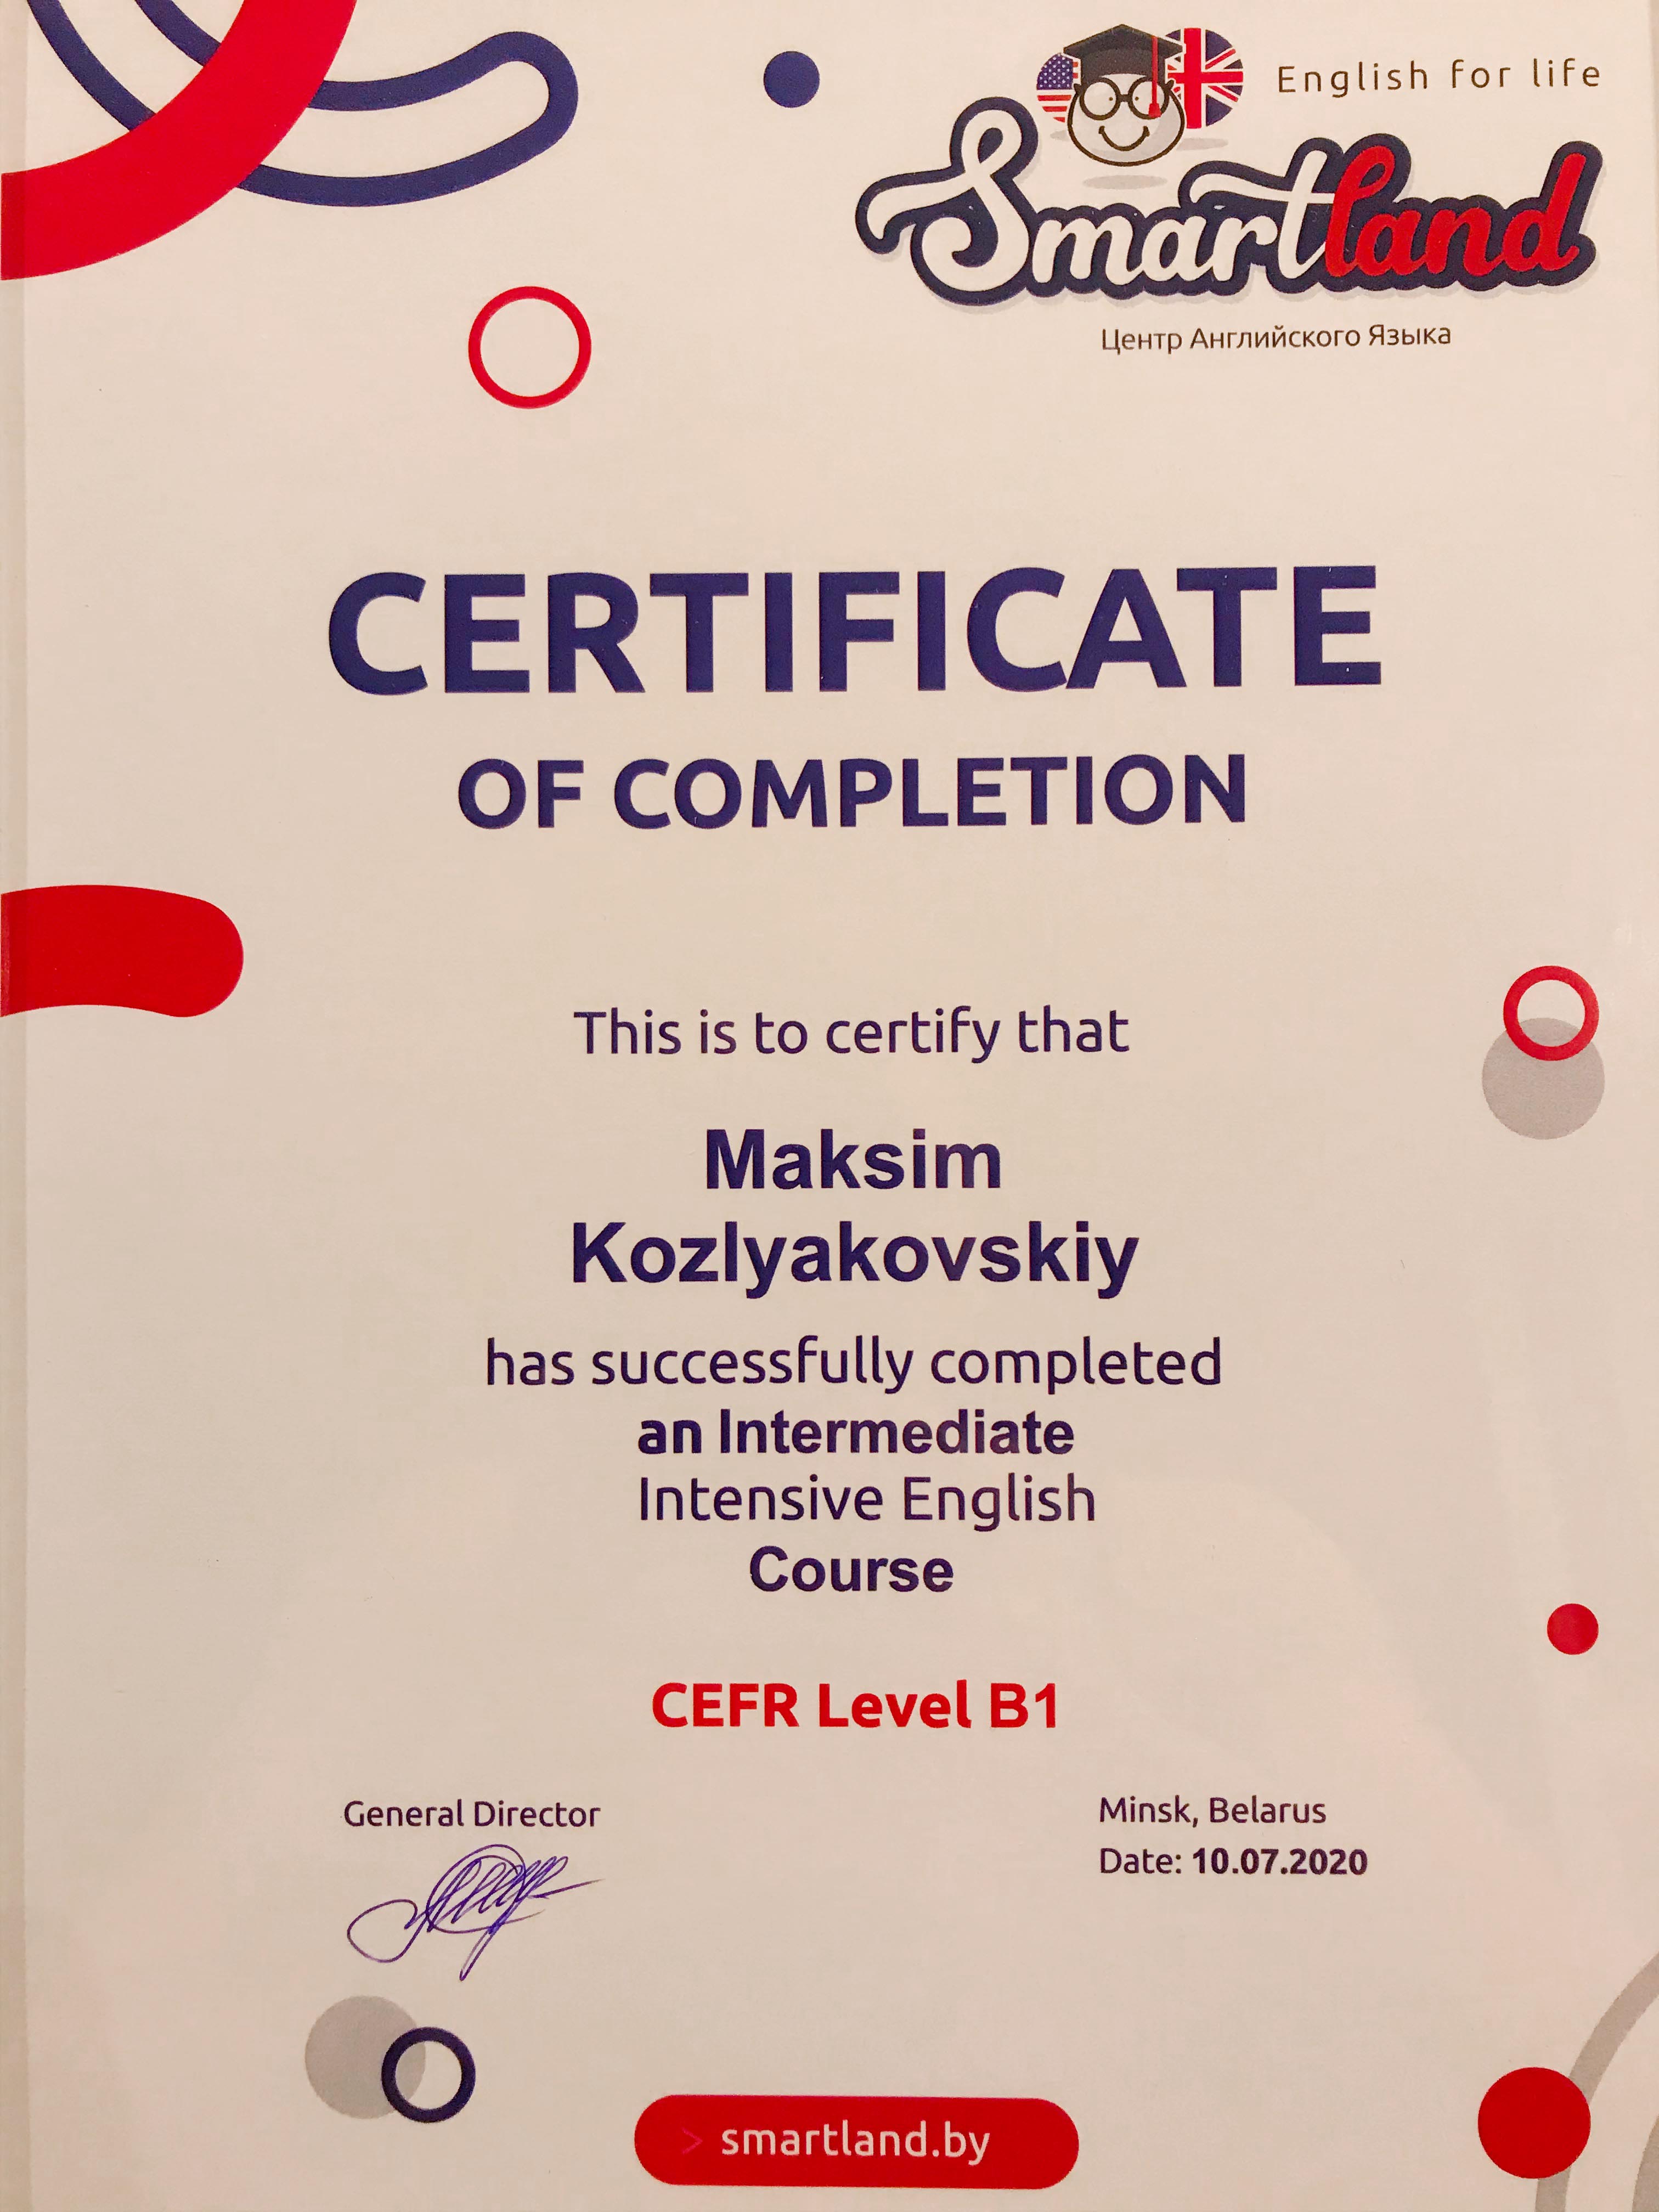 English for life
Smartland
Центр Английского Языка
CERTIFICATE
OF COMPLETION
This is to certify that
Maksim
Kozlyakovskiy
has successfully completed
an Intermediate
Intensive English
Course
CEFR Level B1
General Director
Minsk, Belarus
Date: 10.07.2020
> smartland.by